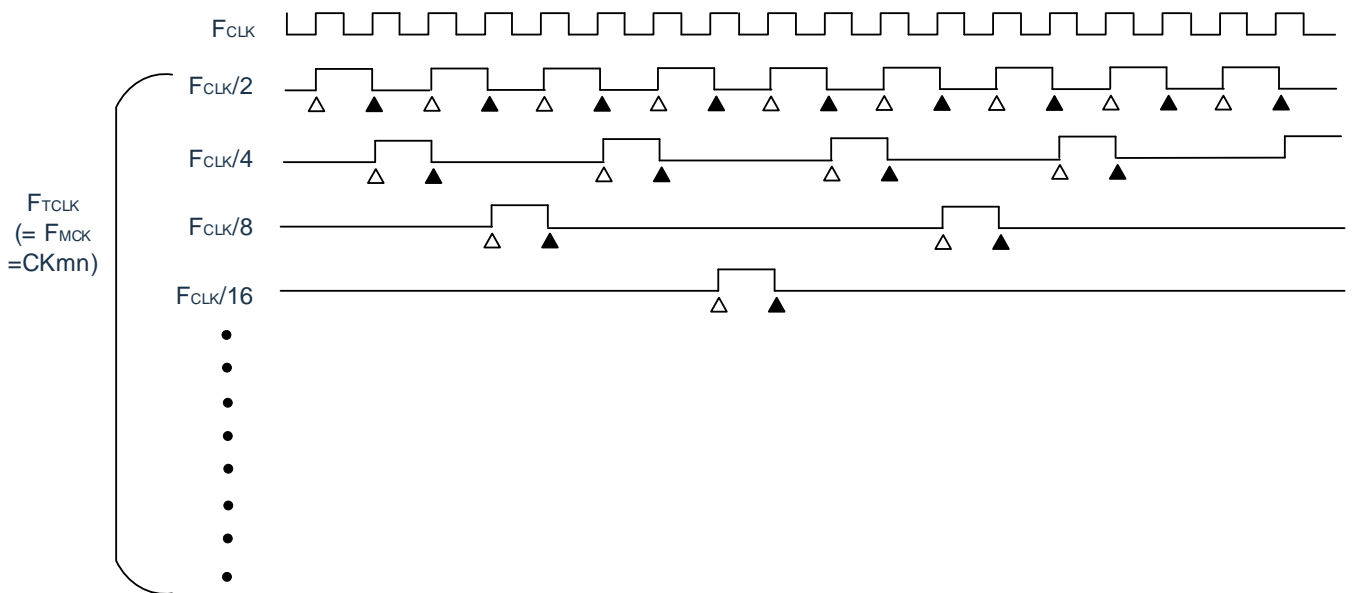 FCLK
FCLK/2
FCLK/4
FCLK/8
FCLK/16
FTCLK
(= FMCK
=CKmn)